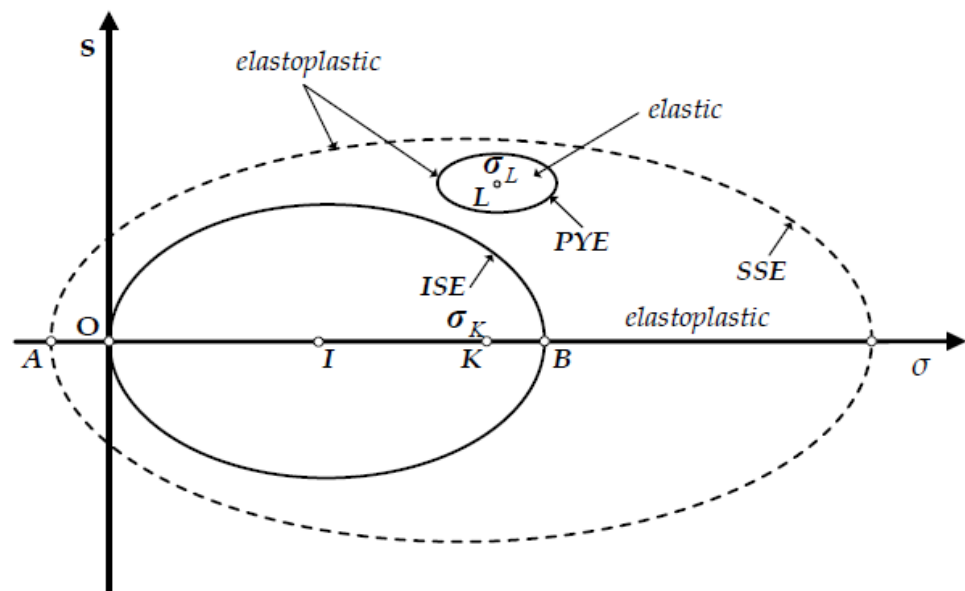 s
elastoplastic
elastic
σL
L
PYE
ISE
SSE
σK
elastoplastic
O
A
I
K
B
σ